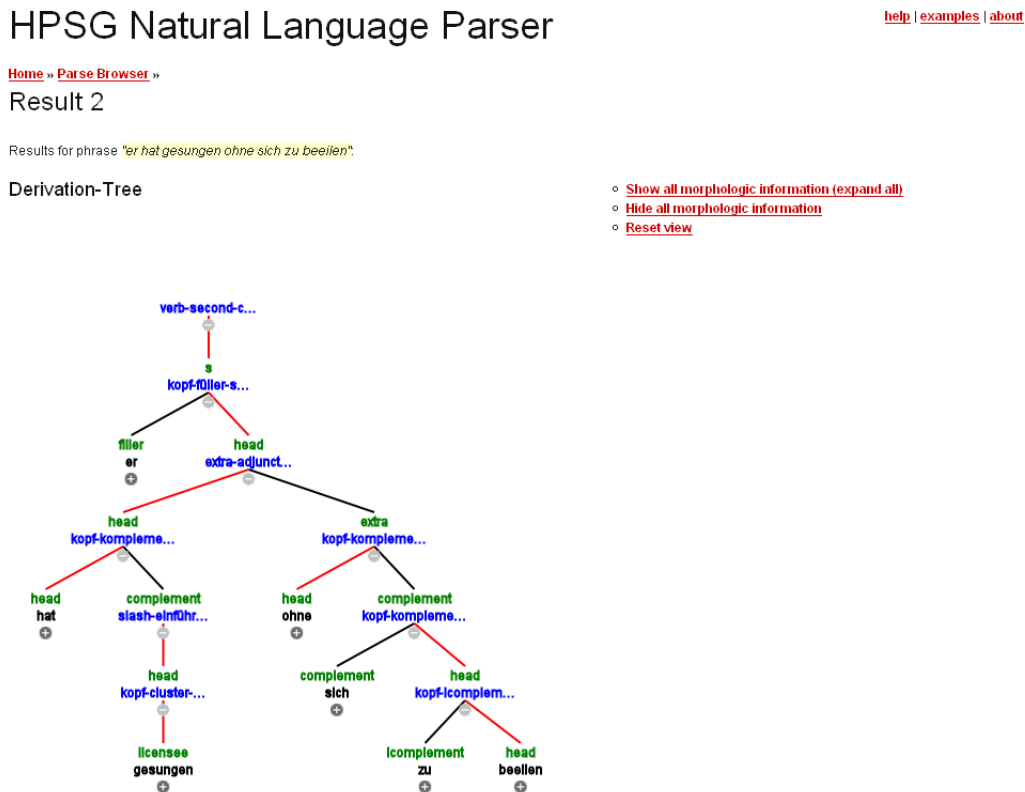 HPSG Natural Language Parser
help | examples | about
Home » Parse Browser »
Result 2
Results for phrase "er hat gesungen ohne sich zu beeilen":
Derivation-Tree
Show all morphologic information (expand all)
Hide all morphologic information
Reset view
verb-second-c...
s
kopf-füller-s...
filler head
er extra-adjunct...
head extra
kopf-kompleme... kopf-kompleme...
head complement head complement
hat slash-einführ... ohne kopf-kompleme...
head complement head
kopf-cluster-... sich kopf-icomplem...
licensee icomplement head
gesungen zu beeilen